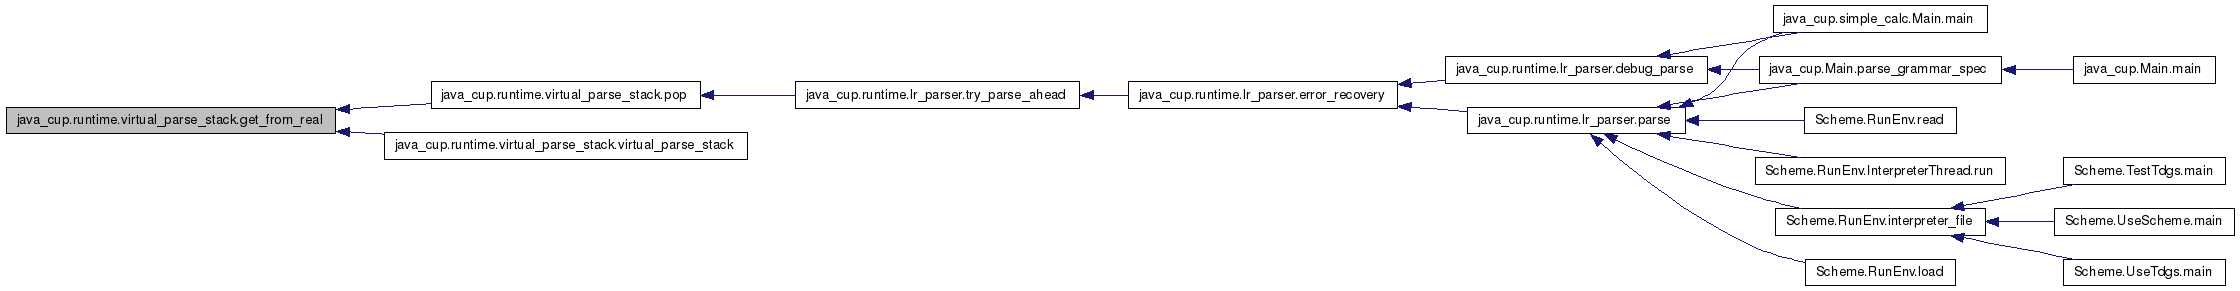 java_cup.runtime.virtual_parse_stack.get_from_real
java_cup.runtime.virtual_parse_stack.pop
java_cup.runtime.virtual_parse_stack.virtual_parse_stack
java_cup.runtime.lr_parser.try_parse_ahead
java_cup.runtime.lr_parser.error_recovery
java_cup.runtime.lr_parser.debug_parse
java_cup.runtime.lr_parser.parse
java_cup.simple_calc.Main.main
java_cup.Main.parse_grammar_spec
java_cup.Main.main
Scheme.RunEnv.read
Scheme.RunEnv.InterpreterThread.run
Scheme.RunEnv.interpreter_file
Scheme.RunEnv.load
Scheme.TestTdgs.main
Scheme.UseScheme.main
Scheme.UseTdgs.main